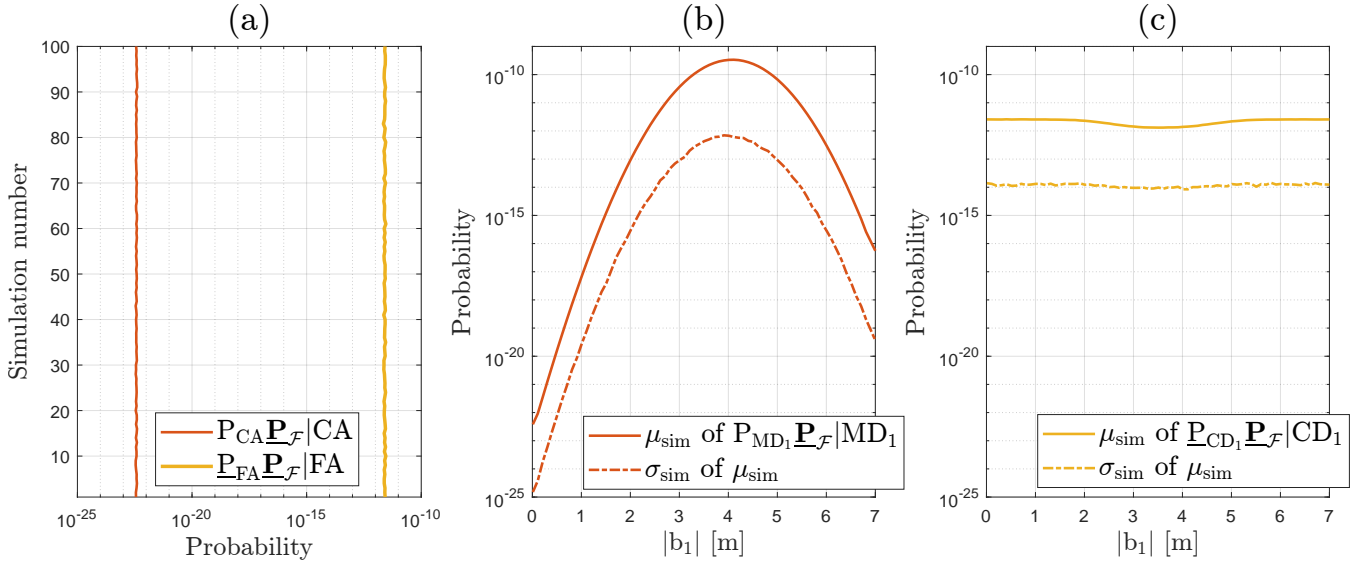 (a)
Simulation number
100
90
80
70
60
50
40
30
20
10
10⁻²⁵
10⁻²⁰
10⁻¹⁵
10⁻¹⁰
Probability
P_CA P_𝓕|CA
P_FA P_𝓕|FA
(b)
Probability
10⁻¹⁰
10⁻¹⁵
10⁻²⁰
10⁻²⁵
0 1 2 3 4 5 6 7
|b₁| [m]
μ_sim of P_MD₁ P_𝓕|MD₁
σ_sim of μ_sim
(c)
Probability
10⁻¹⁰
10⁻¹⁵
10⁻²⁰
10⁻²⁵
0 1 2 3 4 5 6 7
|b₁| [m]
μ_sim of P_CD₁ P_𝓕|CD₁
σ_sim of μ_sim